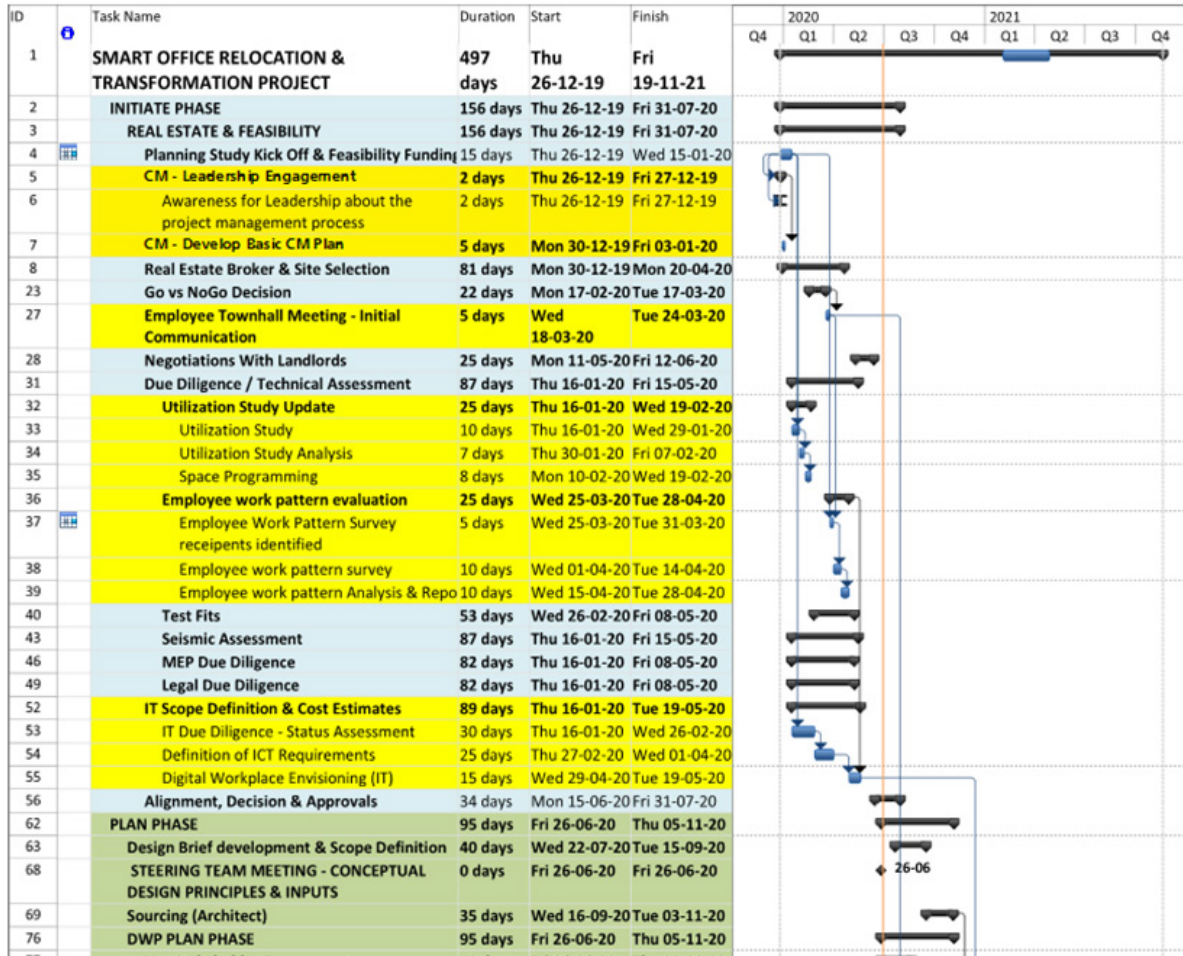 ID Task Name Duration Start Finish 2020 2021
Q4 Q1 Q2 Q3 Q4 Q1 Q2 Q3 Q4
1 SMART OFFICE RELOCATION & 497 Thu Fri
TRANSFORMATION PROJECT days 26-12-19 19-11-21
2 INITIATE PHASE 156 days Thu 26-12-19 Fri 31-07-20
3 REAL ESTATE & FEASIBILITY 156 days Thu 26-12-19 Fri 31-07-20
4 Planning Study Kick Off & Feasibility Funding 15 days Thu 26-12-19 Wed 15-01-20
5 CM - Leadership Engagement 2 days Thu 26-12-19 Fri 27-12-19
6 Awareness for Leadership about the 2 days Thu 26-12-19 Fri 27-12-19
project management process
7 CM - Develop Basic CM Plan 5 days Mon 30-12-19 Fri 03-01-20
8 Real Estate Broker & Site Selection 81 days Mon 30-12-19 Mon 20-04-20
23 Go vs NoGo Decision 22 days Mon 17-02-20 Tue 17-03-20
27 Employee Townhall Meeting - Initial 5 days Wed Tue 24-03-20
Communication 18-03-20
28 Negotiations With Landlords 25 days Mon 11-05-20 Fri 12-06-20
31 Due Diligence / Technical Assessment 87 days Thu 16-01-20 Fri 15-05-20
32 Utilization Study Update 25 days Thu 16-01-20 Wed 19-02-20
33 Utilization Study 10 days Thu 16-01-20 Wed 29-01-20
34 Utilization Study Analysis 7 days Thu 30-01-20 Fri 07-02-20
35 Space Programming 8 days Mon 10-02-20 Wed 19-02-20
36 Employee work pattern evaluation 25 days Wed 25-03-20 Tue 28-04-20
37 Employee Work Pattern Survey 5 days Wed 25-03-20 Tue 31-03-20
receipents identified
38 Employee work pattern survey 10 days Wed 01-04-20 Tue 14-04-20
39 Employee work pattern Analysis & Repo 10 days Wed 15-04-20 Tue 28-04-20
40 Test Fits 53 days Wed 26-02-20 Fri 08-05-20
43 Seismic Assessment 87 days Thu 16-01-20 Fri 15-05-20
46 MEP Due Diligence 82 days Thu 16-01-20 Fri 08-05-20
49 Legal Due Diligence 82 days Thu 16-01-20 Fri 08-05-20
52 IT Scope Definition & Cost Estimates 89 days Thu 16-01-20 Tue 19-05-20
53 IT Due Diligence - Status Assessment 30 days Thu 16-01-20 Wed 26-02-20
54 Definition of ICT Requirements 25 days Thu 27-02-20 Wed 01-04-20
55 Digital Workplace Envisioning (IT) 15 days Wed 29-04-20 Tue 19-05-20
56 Alignment, Decision & Approvals 34 days Mon 15-06-20 Fri 31-07-20
62 PLAN PHASE 95 days Fri 26-06-20 Thu 05-11-20
63 Design Brief development & Scope Definition 40 days Wed 22-07-20 Tue 15-09-20
68 STEERING TEAM MEETING - CONCEPTUAL 0 days Fri 26-06-20 Fri 26-06-20 26-06
DESIGN PRINCIPLES & INPUTS
69 Sourcing (Architect) 35 days Wed 16-09-20 Tue 03-11-20
76 DWP PLAN PHASE 95 days Fri 26-06-20 Thu 05-11-20